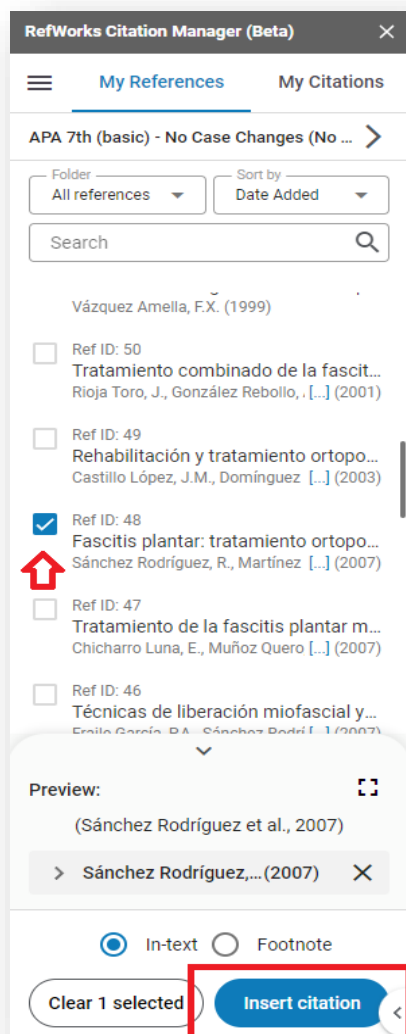 RefWorks Citation Manager (Beta)
My References My Citations
APA 7th (basic) - No Case Changes (No ...
Folder
All references
Sort by
Date Added
Search
Vázquez Amella, F.X. (1999)
Ref ID: 50
Tratamiento combinado de la fascit...
Rioja Toro, J., González Rebollo, . [...] (2001)
Ref ID: 49
Rehabilitación y tratamiento ortopo...
Castillo López, J.M., Domínguez [...] (2003)
Ref ID: 48
Fascitis plantar: tratamiento ortopo...
Sánchez Rodríguez, R., Martínez [...] (2007)
Ref ID: 47
Tratamiento de la fascitis plantar m...
Chicharro Luna, E., Muñoz Quero [...] (2007)
Ref ID: 46
Técnicas de liberación miofascial y...
Fraile García, P.A., Sánchez Rodrí [...] (2007)
Preview:
(Sánchez Rodríguez et al., 2007)
Sánchez Rodríguez,... (2007)
In-text Footnote
Clear 1 selected Insert citation